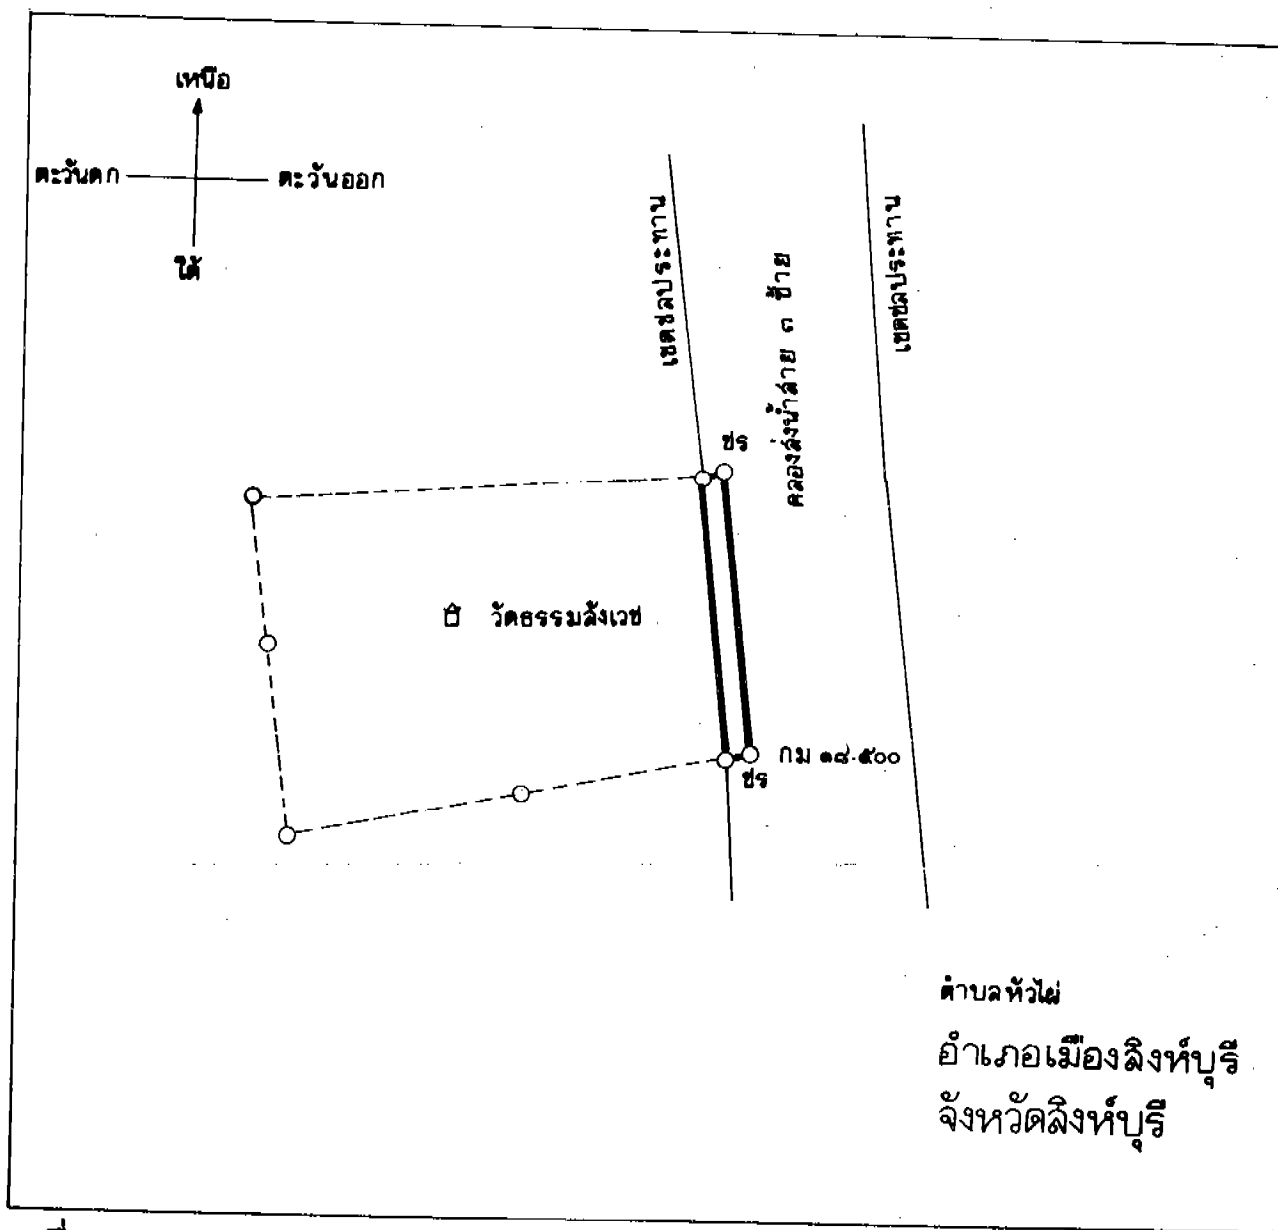 เหนือ
ตะวันตก
ตะวันออก
ใต้
เขตชลประทาน
คลองส่งน้ำสาย ๓ ซ้าย
เขตชลประทาน
ชร
วัดธรรมสังเวช
กม ๑๘.๕๐๐
ชร
ตำบลหัวไผ่
อำเภอเมืองสิงห์บุรี
จังหวัดสิงห์บุรี